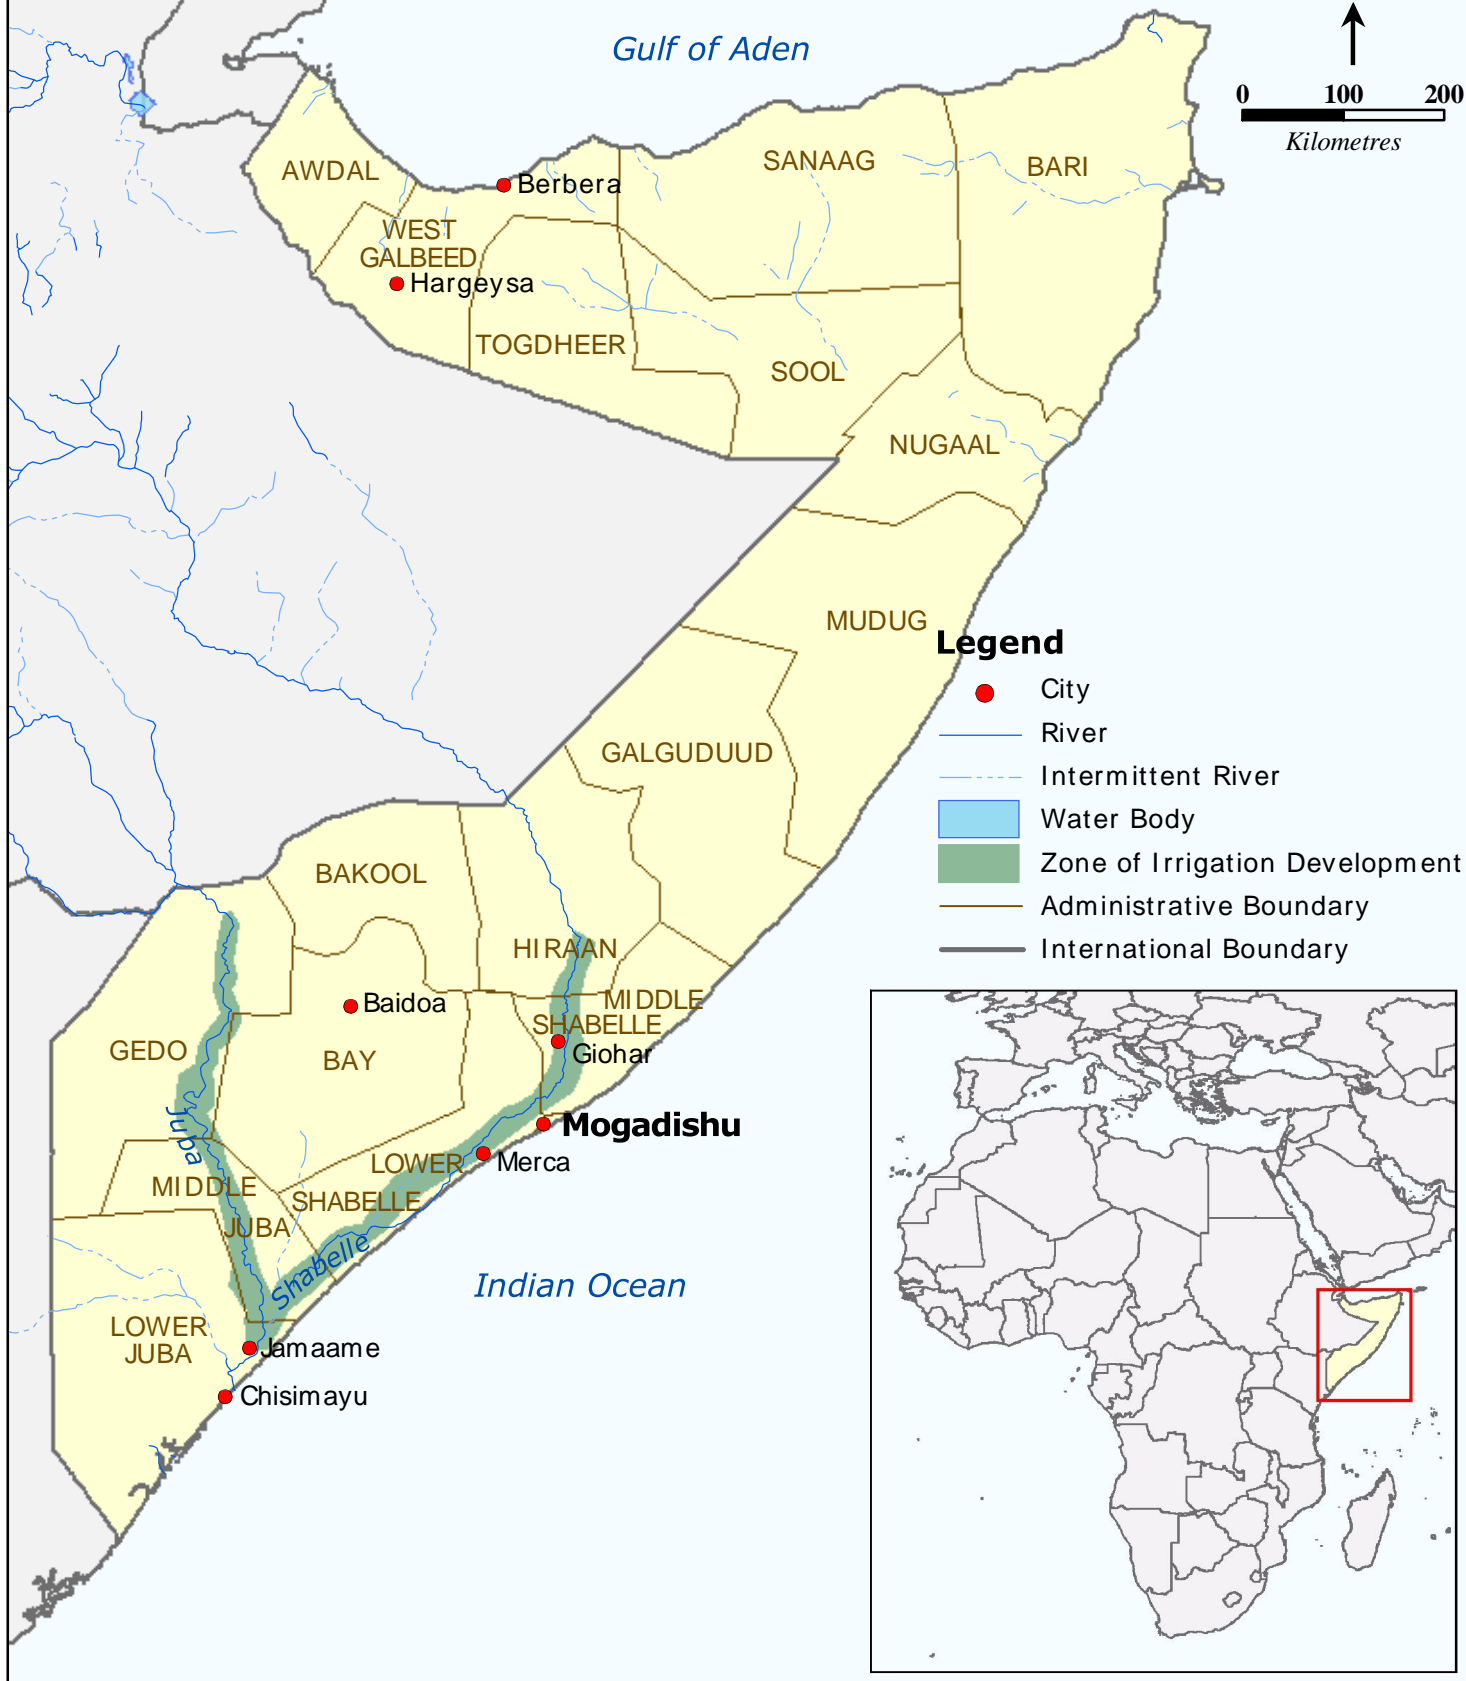 Gulf of Aden
0 100 200
Kilometres
AWDAL
SANAAG
BARI
Berbera
WEST
GALBEED
Hargeysa
TOGDHEER
SOOL
NUGAAL
MUDUG
Legend
City
River
Intermittent River
Water Body
Zone of Irrigation Development
Administrative Boundary
International Boundary
GALGUDUUD
BAKOOL
HIRAAN
Baidoa
MIDDLE
SHABELLE
Giohar
GEDO
BAY
Juba
Mogadishu
LOWER
SHABELLE
Merca
MIDDLE
JUBA
Shabelle
Indian Ocean
LOWER
JUBA
Jamaame
Chisimayu